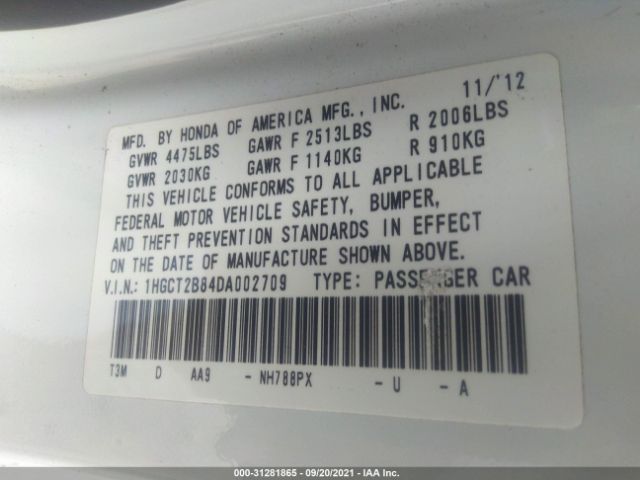 11/'12
MFD. BY HONDA OF AMERICA MFG., INC.
GVWR 4475LBS GAWR F 2513LBS R 2006LBS
GVWR 2030KG GAWR F 1140KG R 910KG
THIS VEHICLE CONFORMS TO ALL APPLICABLE
FEDERAL MOTOR VEHICLE SAFETY, BUMPER,
AND THEFT PREVENTION STANDARDS IN EFFECT
ON THE DATE OF MANUFACTURE SHOWN ABOVE.
V.I.N.: 1HGCT2B84DA002709 TYPE: PASSENGER CAR
T3M D AA9 - NH788PX - U - A
000-31281865 - 09/20/2021 - IAA Inc.